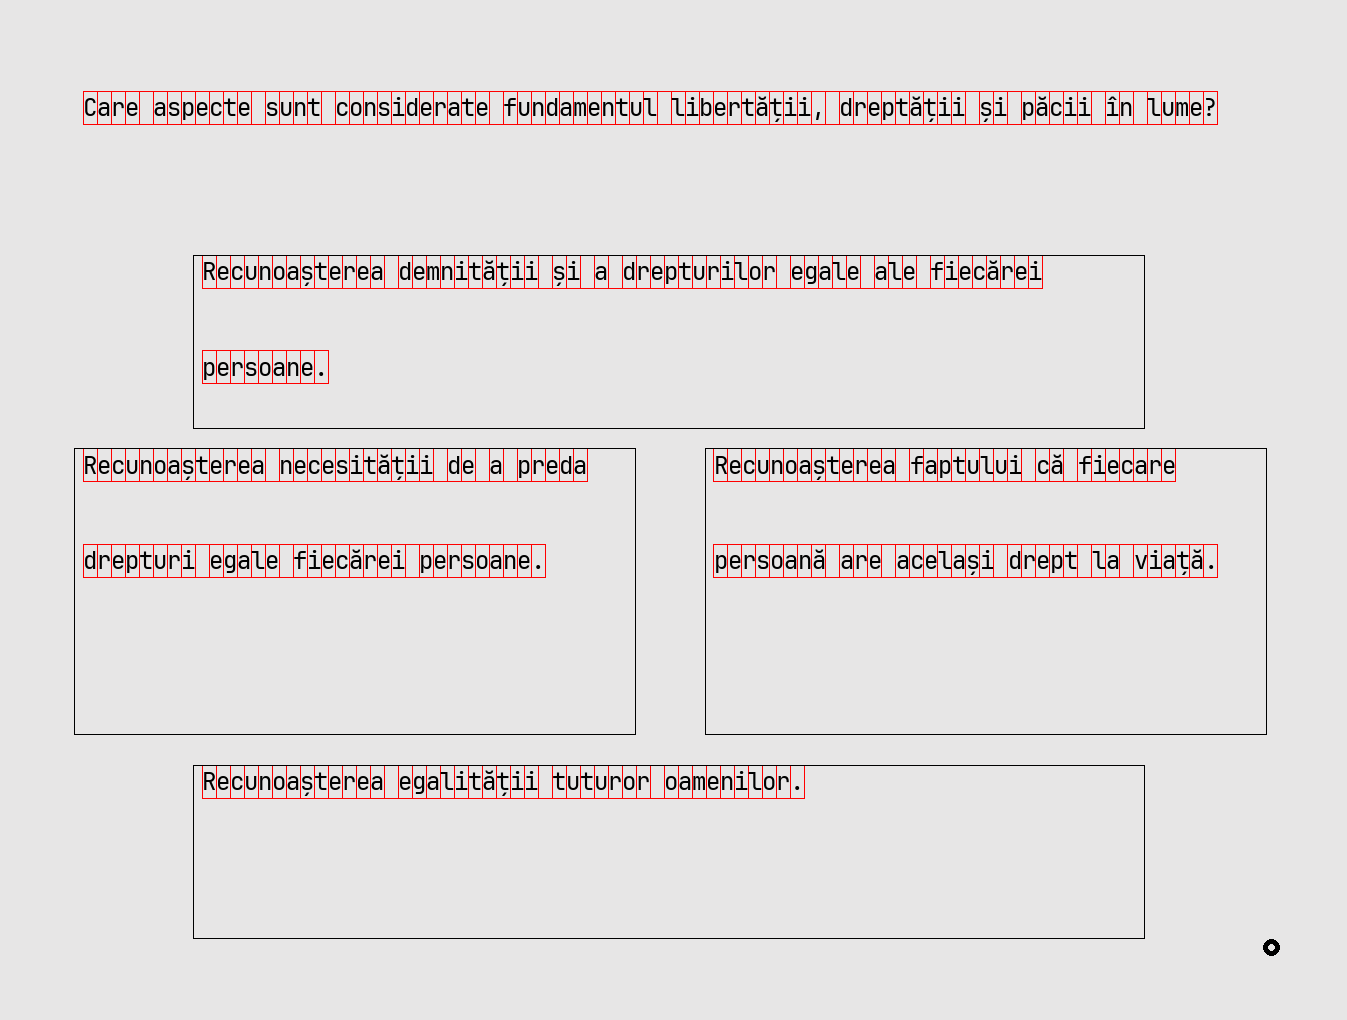 Care aspecte sunt considerate fundamentul libertății, dreptății și păcii în lume?
Recunoașterea demnității și a drepturilor egale ale fiecărei
persoane.
Recunoașterea necesității de a preda
drepturi egale fiecărei persoane.
Recunoașterea faptului că fiecare
persoană are același drept la viață.
Recunoașterea egalității tuturor oamenilor.